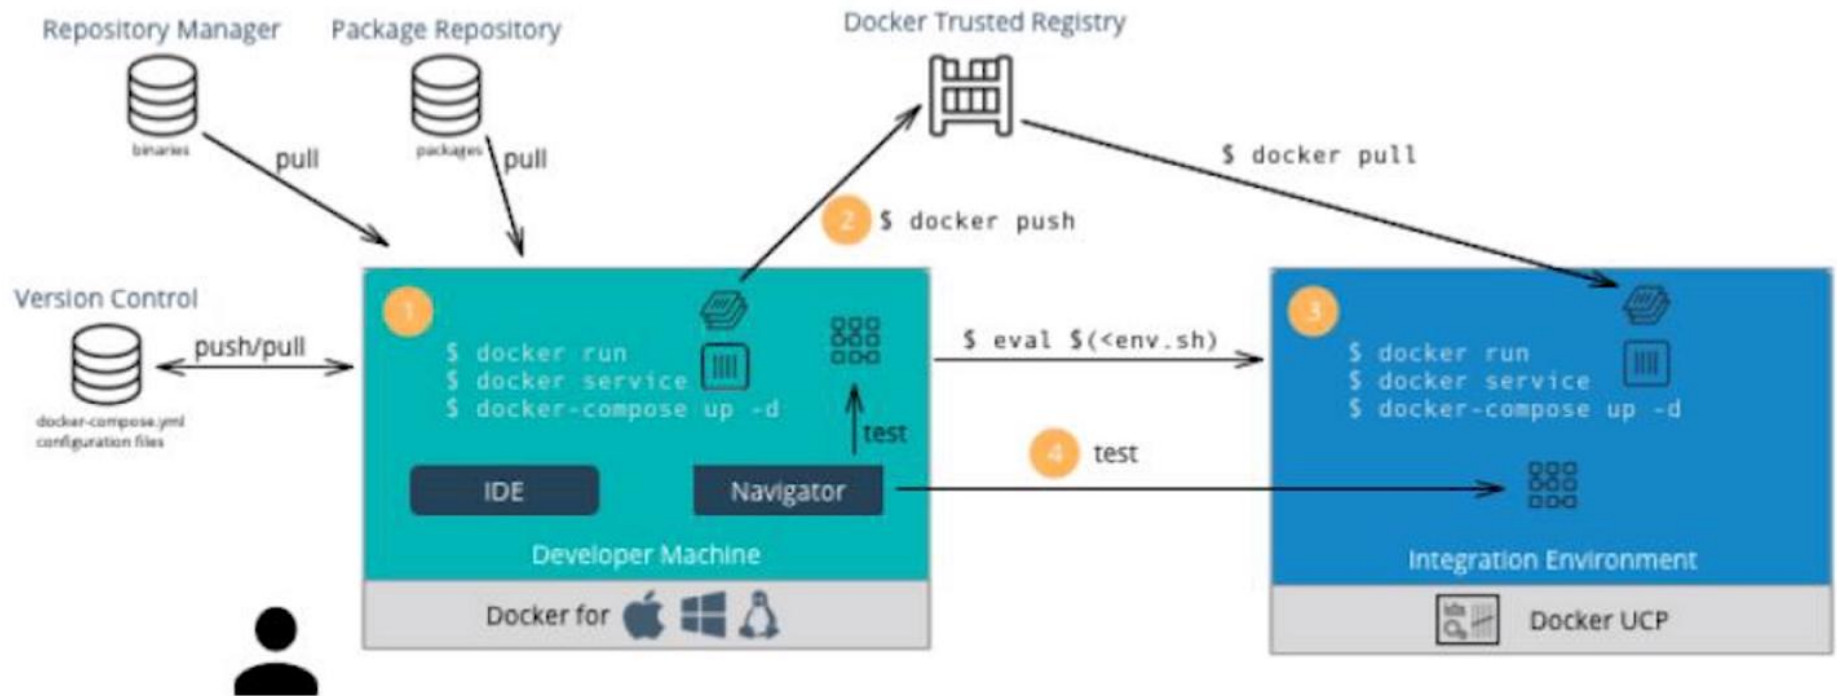 Repository Manager
binaries
pull
Package Repository
packages
pull
Docker Trusted Registry
$ docker pull
2
$ docker push
Version Control
push/pull
docker-compose.yml
configuration files
1
$ docker run
$ docker service
$ docker-compose up -d
test
IDE
Navigator
Developer Machine
Docker for
$ eval $(<env.sh)
4
test
3
$ docker run
$ docker service
$ docker-compose up -d
Integration Environment
Docker UCP